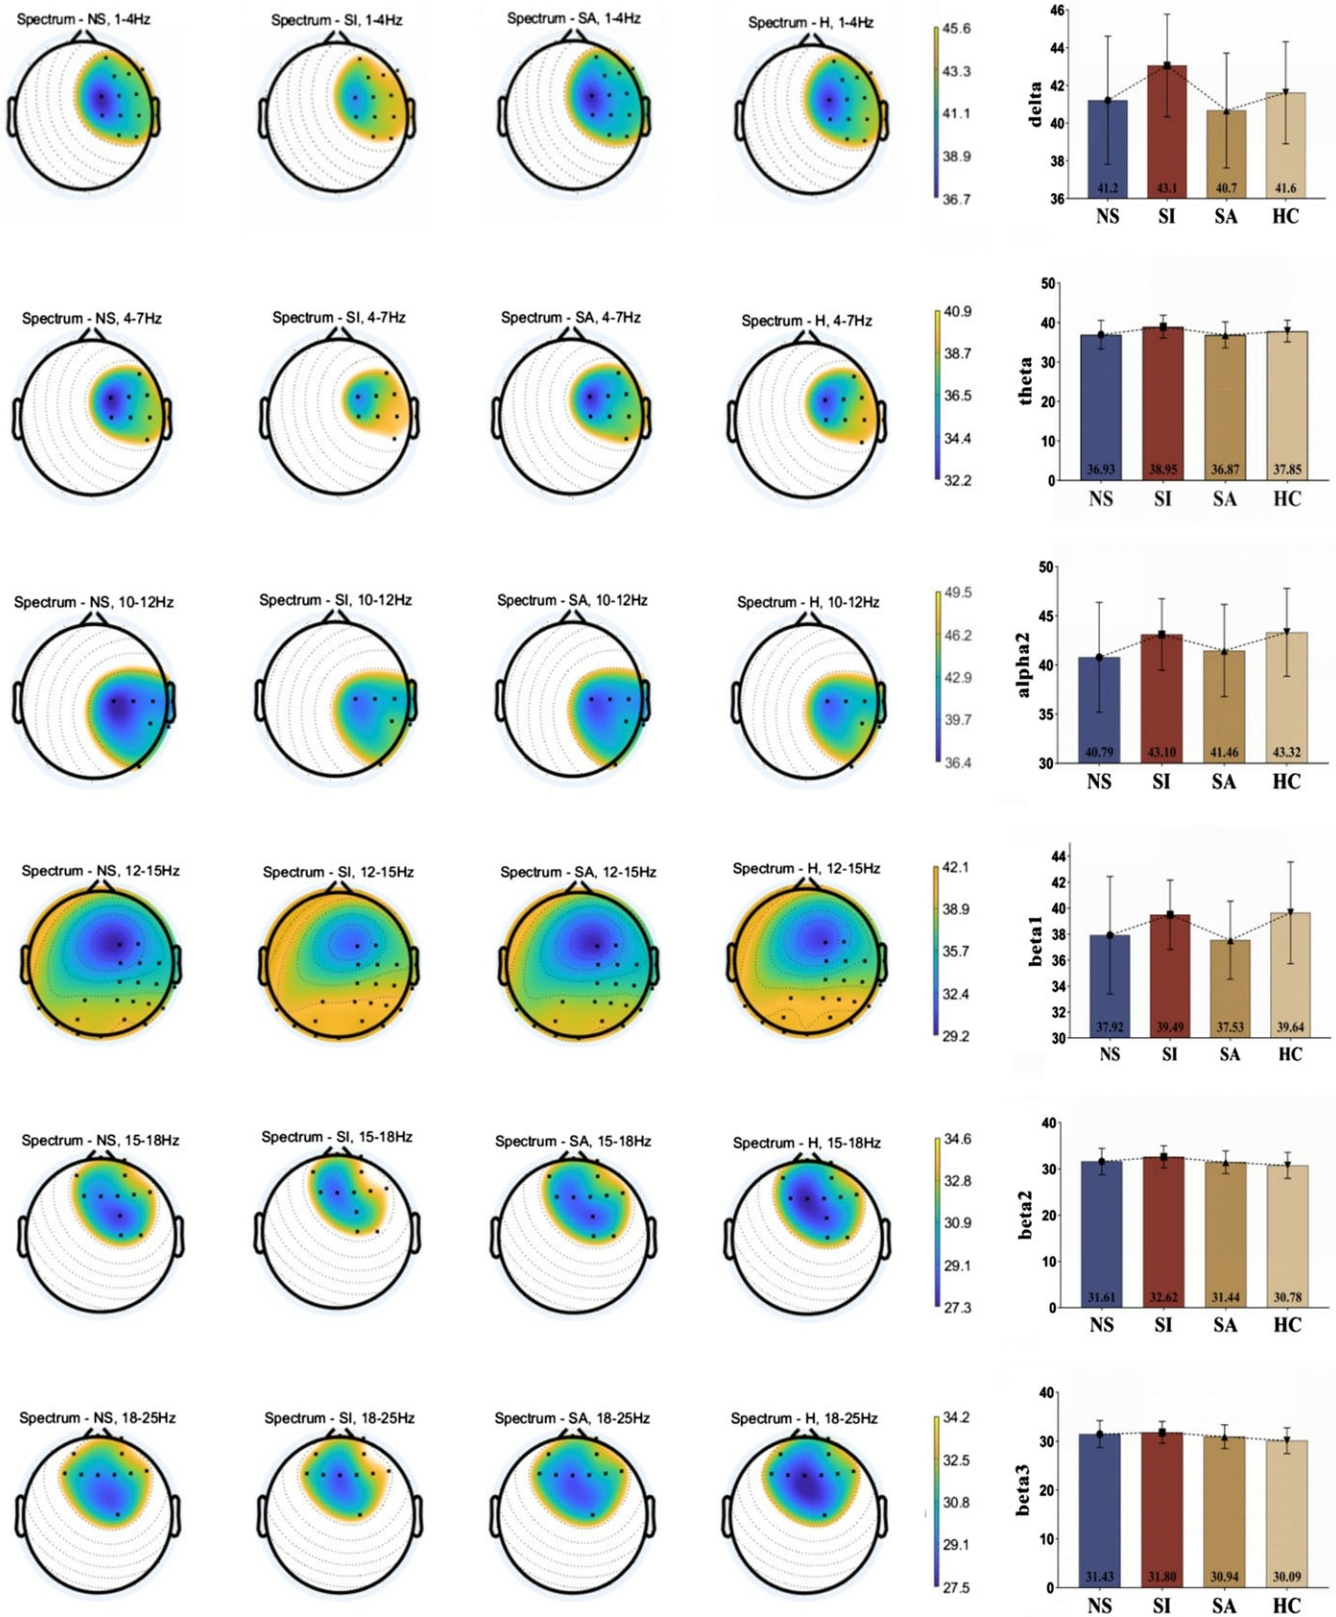 Spectrum - NS, 1-4Hz
Spectrum - SI, 1-4Hz
Spectrum - SA, 1-4Hz
Spectrum - H, 1-4Hz
45.6
43.3
41.1
38.9
36.7
delta
46
44
42
40
38
36
41.2
43.1
40.7
41.6
NS
SI
SA
HC
Spectrum - NS, 4-7Hz
Spectrum - SI, 4-7Hz
Spectrum - SA, 4-7Hz
Spectrum - H, 4-7Hz
40.9
38.7
36.5
34.4
32.2
theta
50
40
30
20
10
0
36.93
38.95
36.87
37.85
NS
SI
SA
HC
Spectrum - NS, 10-12Hz
Spectrum - SI, 10-12Hz
Spectrum - SA, 10-12Hz
Spectrum - H, 10-12Hz
49.5
46.2
42.9
39.7
36.4
alpha2
50
45
40
35
30
40.79
43.10
41.46
43.32
NS
SI
SA
HC
Spectrum - NS, 12-15Hz
Spectrum - SI, 12-15Hz
Spectrum - SA, 12-15Hz
Spectrum - H, 12-15Hz
42.1
38.9
35.7
32.4
29.2
beta1
44
42
40
38
36
34
32
30
37.92
39.49
37.53
39.64
NS
SI
SA
HC
Spectrum - NS, 15-18Hz
Spectrum - SI, 15-18Hz
Spectrum - SA, 15-18Hz
Spectrum - H, 15-18Hz
34.6
32.8
30.9
29.1
27.3
beta2
40
30
20
10
0
31.61
32.62
31.44
30.78
NS
SI
SA
HC
Spectrum - NS, 18-25Hz
Spectrum - SI, 18-25Hz
Spectrum - SA, 18-25Hz
Spectrum - H, 18-25Hz
34.2
32.5
30.8
29.1
27.5
beta3
40
30
20
10
0
31.43
31.80
30.94
30.09
NS
SI
SA
HC